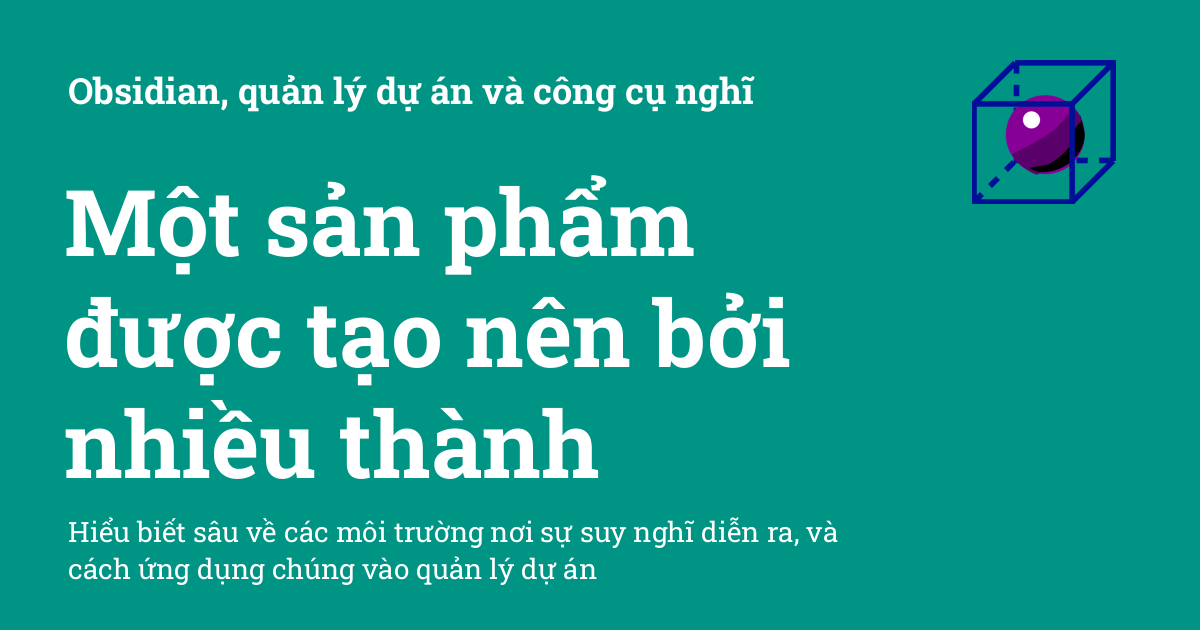 Obsidian, quản lý dự án và công cụ nghĩ
Một sản phẩm
được tạo nên bởi
nhiều thành
Hiểu biết sâu về các môi trường nơi sự suy nghĩ diễn ra, và
cách ứng dụng chúng vào quản lý dự án